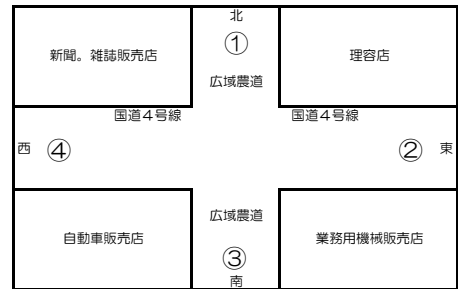 北
①
新聞。雑誌販売店
理容店
広域農道
国道4号線
国道4号線
西
④
②
東
広域農道
自動車販売店
業務用機械販売店
③
南